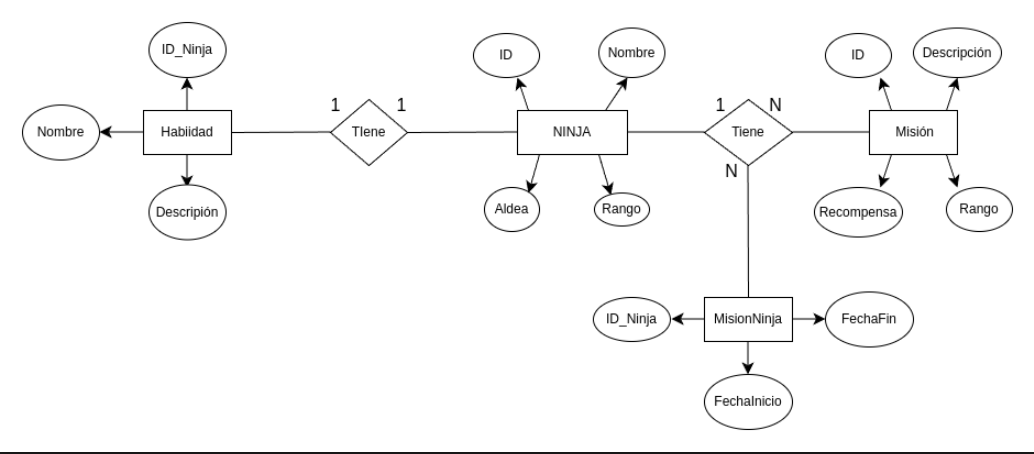 ID_Ninja
ID
Nombre
ID
Descripción
1
1
1
N
Nombre
Habiidad
TIene
NINJA
Tiene
Misión
N
Descripión
Aldea
Rango
Recompensa
Rango
ID_Ninja
MisionNinja
FechaFin
FechaInicio